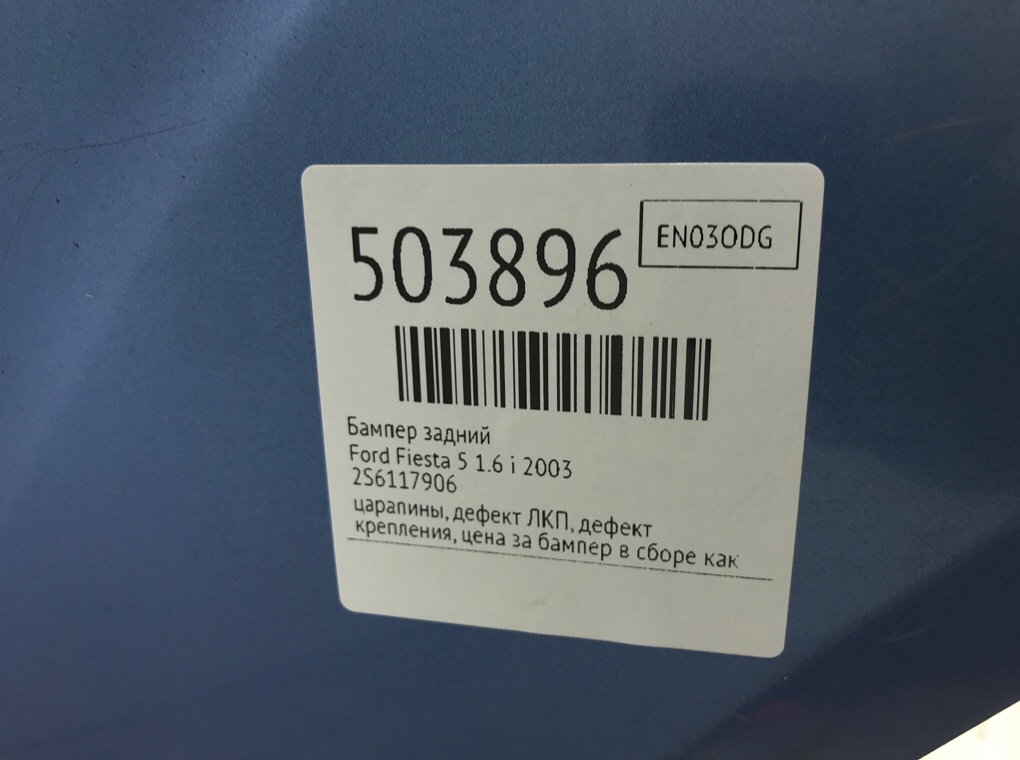 503896
EN03ODG
Бампер задний
Ford Fiesta 5 1.6 i 2003
2S6117906
царапины, дефект ЛКП, дефект
крепления, цена за бампер в сборе как